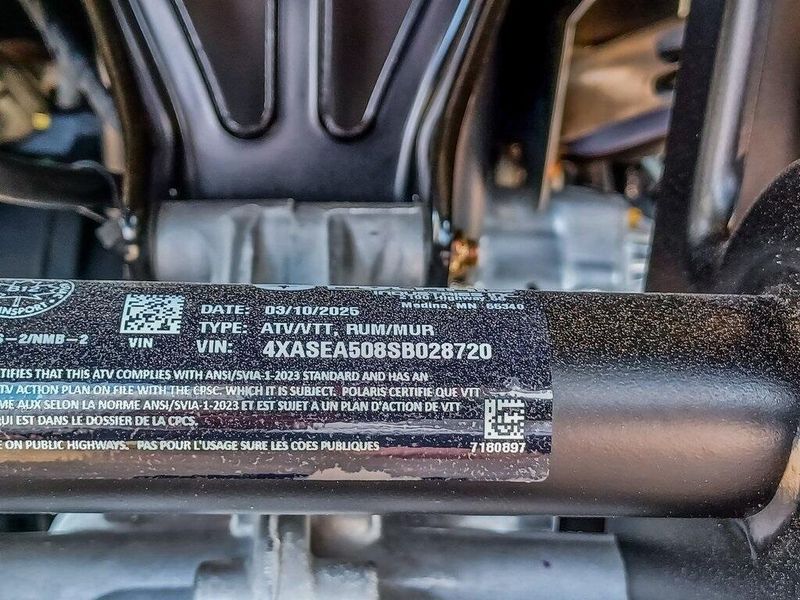 Medina, MN 55340
DATE: 03/10/2025
TYPE: ATV/VTT, RUM/MUR
VIN: 4XASEA508SB028720
VIN
-2/NMB-2
TIFIES THAT THIS ATV COMPLIES WITH ANSI/SVIA-1-2023 STANDARD AND HAS AN
TV ACTION PLAN ON FILE WITH THE CPSC. WHICH IT IS SUBJECT. POLARIS CERTIFIE QUE VTT
ME AUX SELON LA NORME ANSI/SVIA-1-2023 ET EST SUJET À UN PLAN D'ACTION DE VTT
QUI EST DANS LE DOSSIER DE LA CPCS.
E ON PUBLIC HIGHWAYS. PAS POUR L'USAGE SURE LES COES PUBLIQUES
7180897